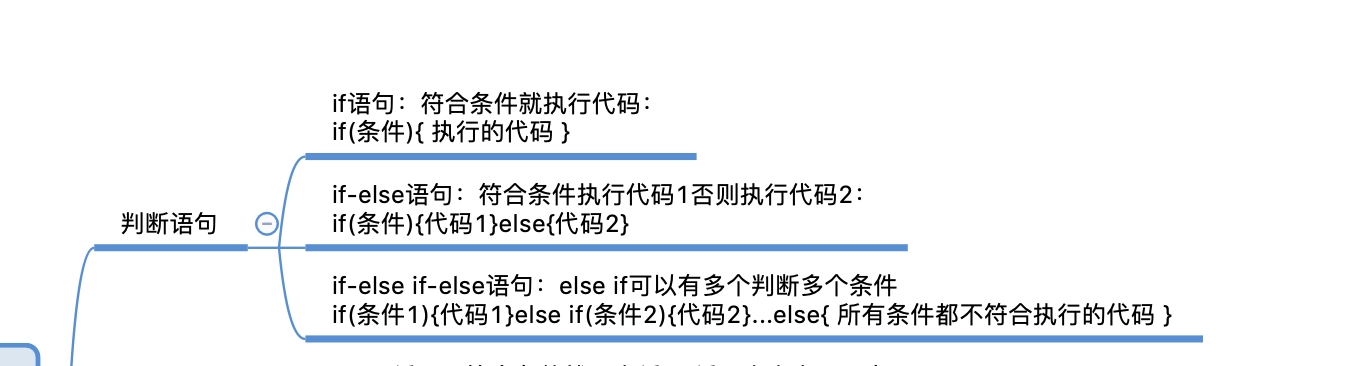 if语句：符合条件就执行代码：
if(条件){ 执行的代码 }
if-else语句：符合条件执行代码1否则执行代码2：
if(条件){代码1}else{代码2}
判断语句
if-else if-else语句：else if可以有多个判断多个条件
if(条件1){代码1}else if(条件2){代码2}...else{ 所有条件都不符合执行的代码 }